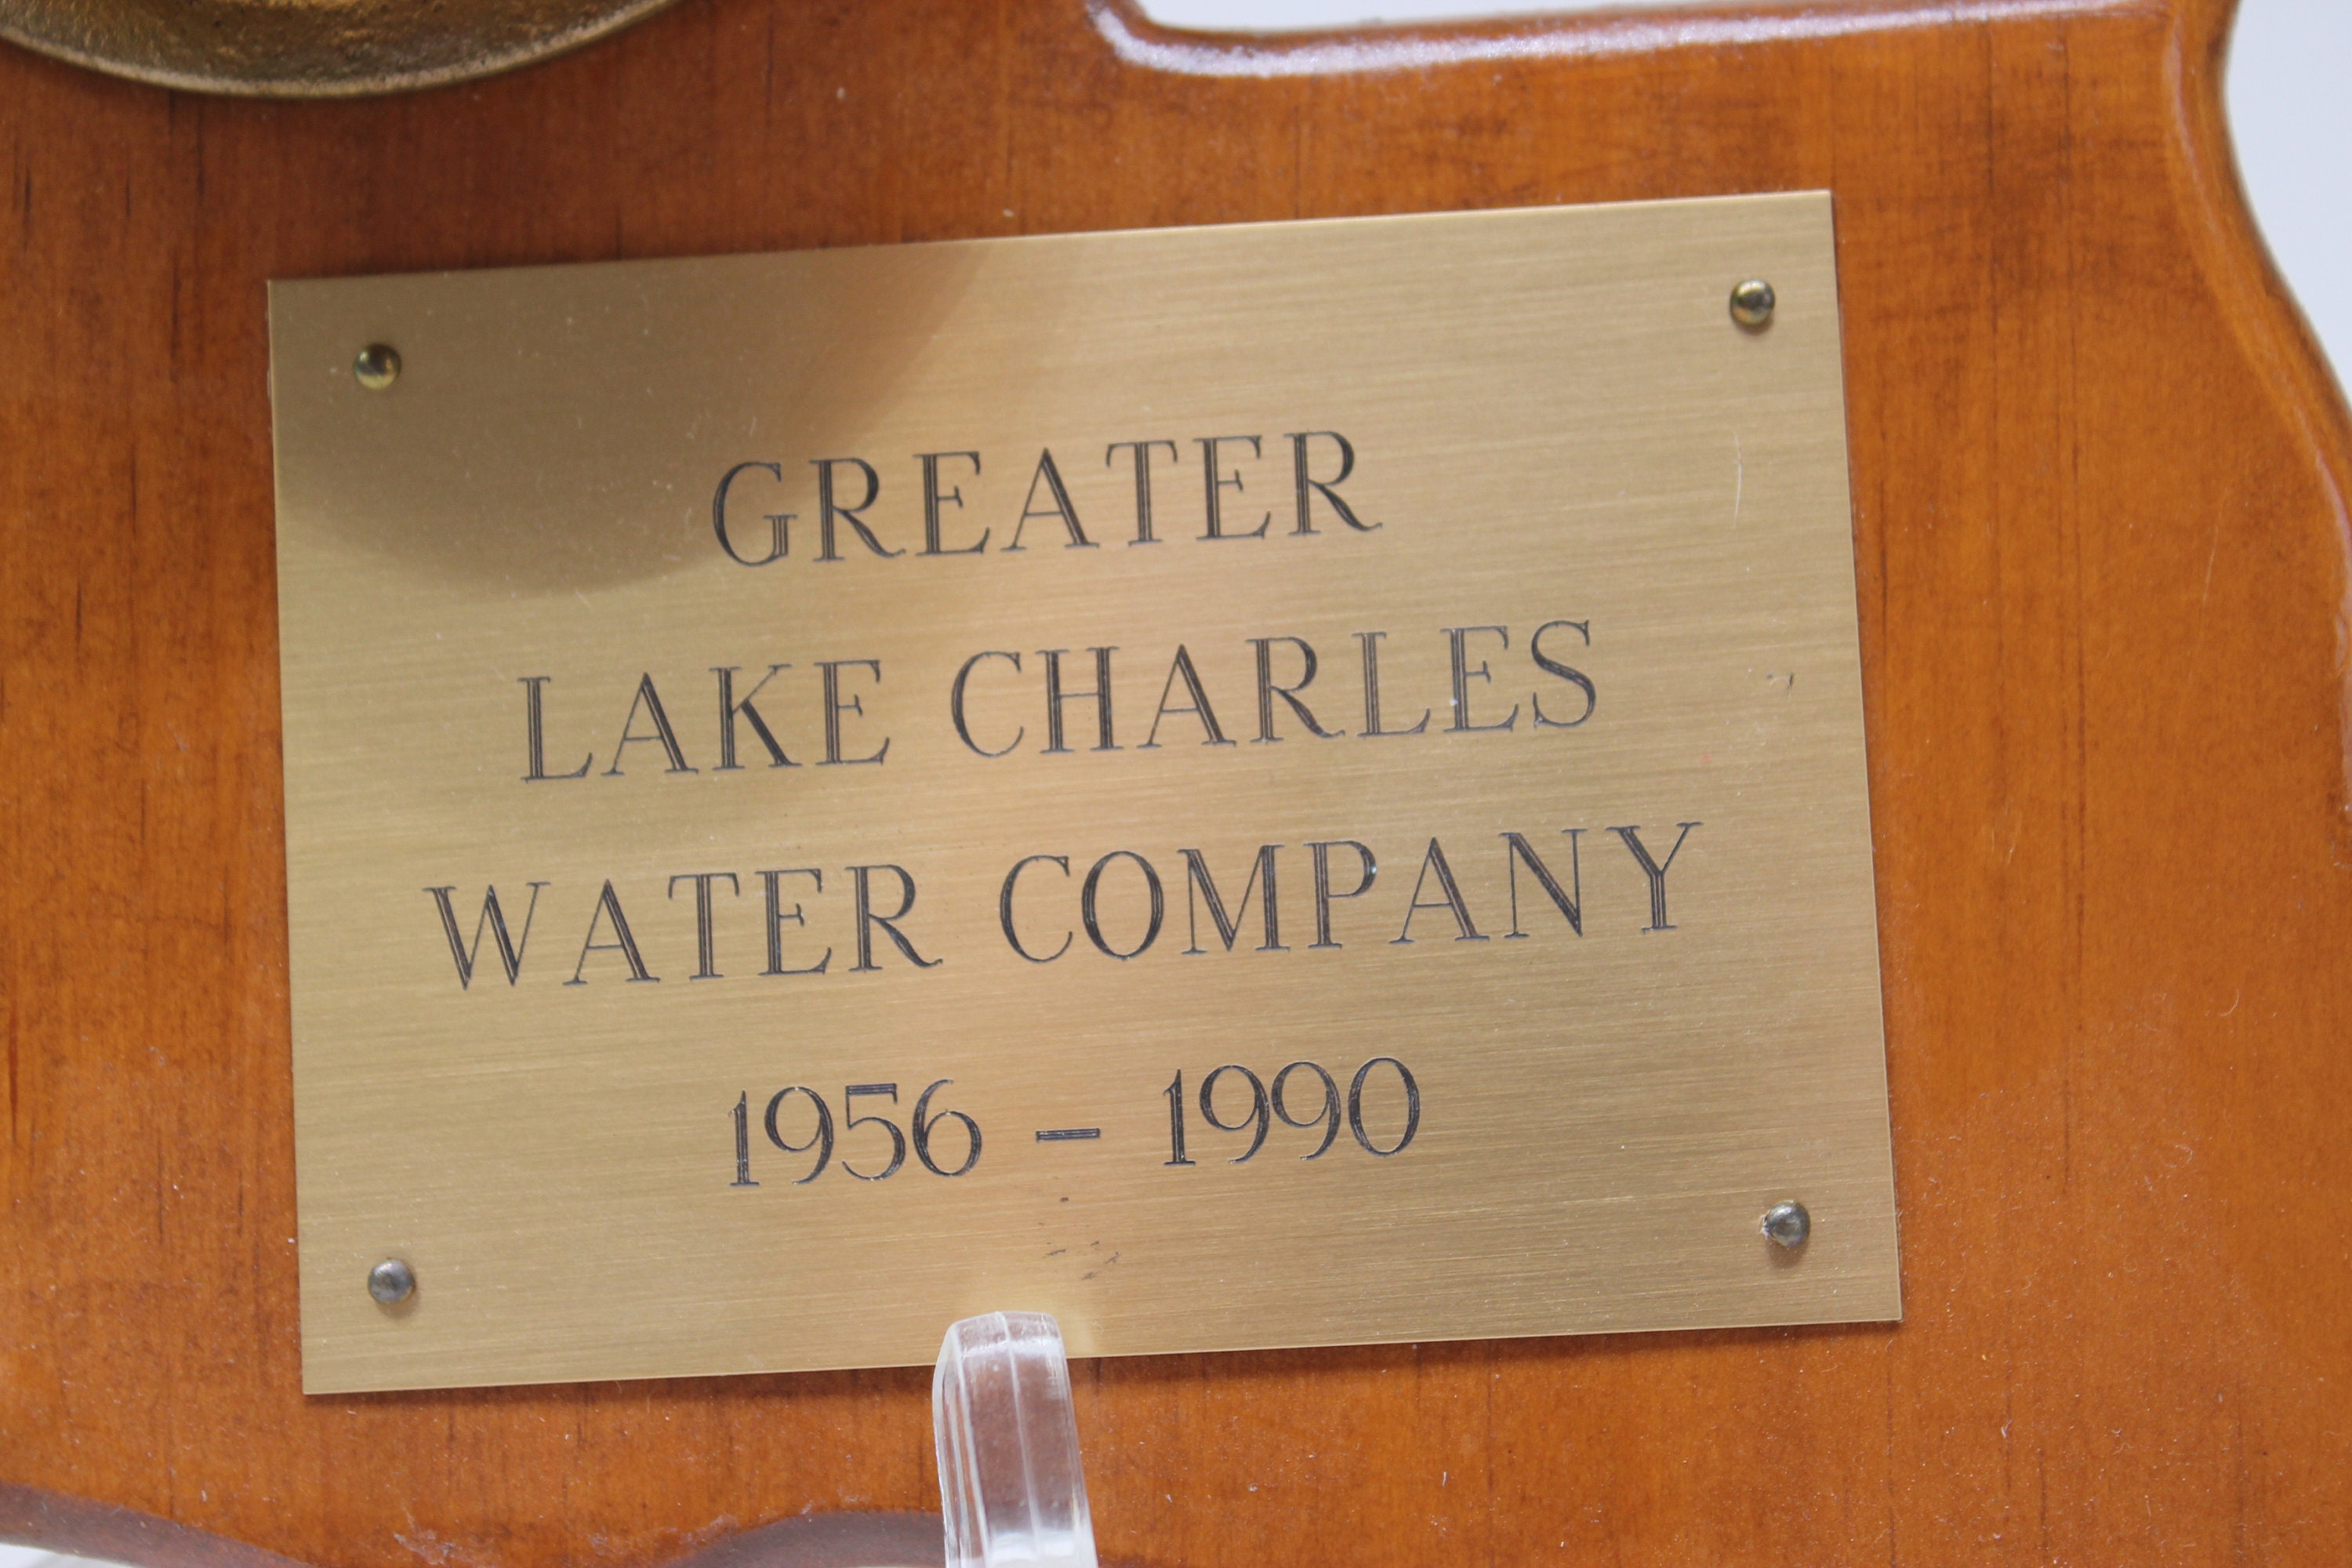 GREATER
LAKE CHARLES
WATER COMPANY
1956 – 1990